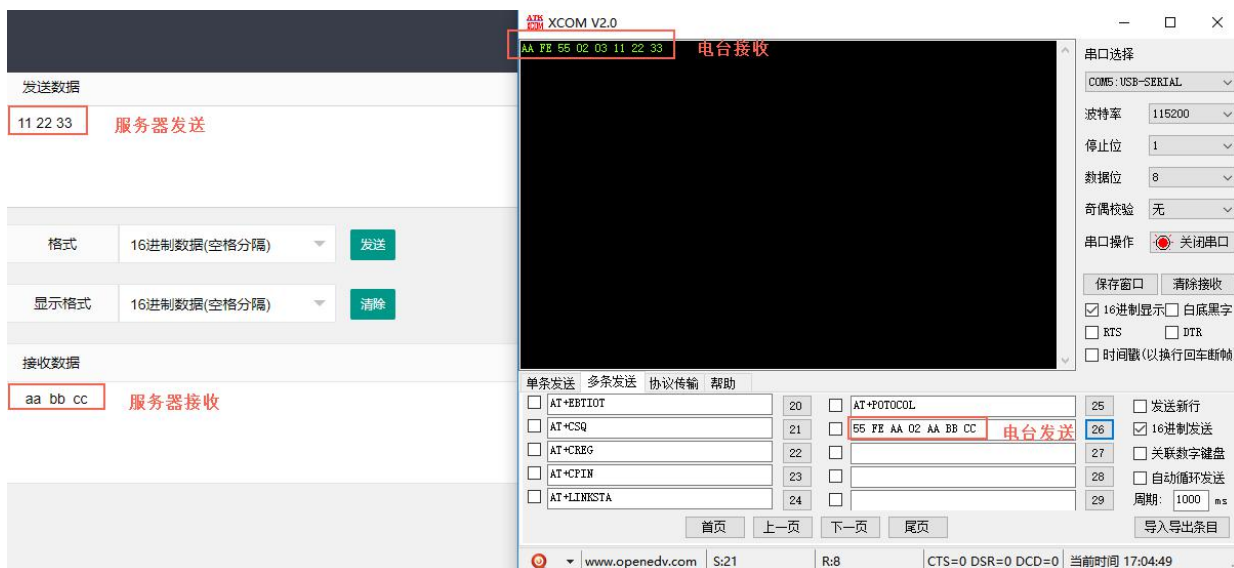 发送数据
11 22 33
服务器发送
格式
16进制数据(空格分隔)
发送
显示格式
16进制数据(空格分隔)
清除
接收数据
aa bb cc
服务器接收
ATK XCOM XCOM V2.0
AA FE 55 02 03 11 22 33
电台接收
串口选择
COM5:USB-SERIAL
波特率
115200
停止位
1
数据位
8
奇偶校验
无
串口操作
关闭串口
保存窗口
清除接收
16进制显示
白底黑字
RTS
DTR
时间戳(以换行回车断帧
单条发送
多条发送
协议传输
帮助
AT+EBTIOT
20
AT+POTOCOL
25
发送新行
AT+CSQ
21
55 FE AA 02 AA BB CC
电台发送
26
16进制发送
AT+CREG
22
27
关联数字键盘
AT+CPIN
23
28
自动循环发送
AT+LINKSTA
24
29
周期:
1000
ms
首页
上一页
下一页
尾页
导入导出条目
www.openedv.com
S:21
R:8
CTS=0 DSR=0 DCD=0
当前时间 17:04:49